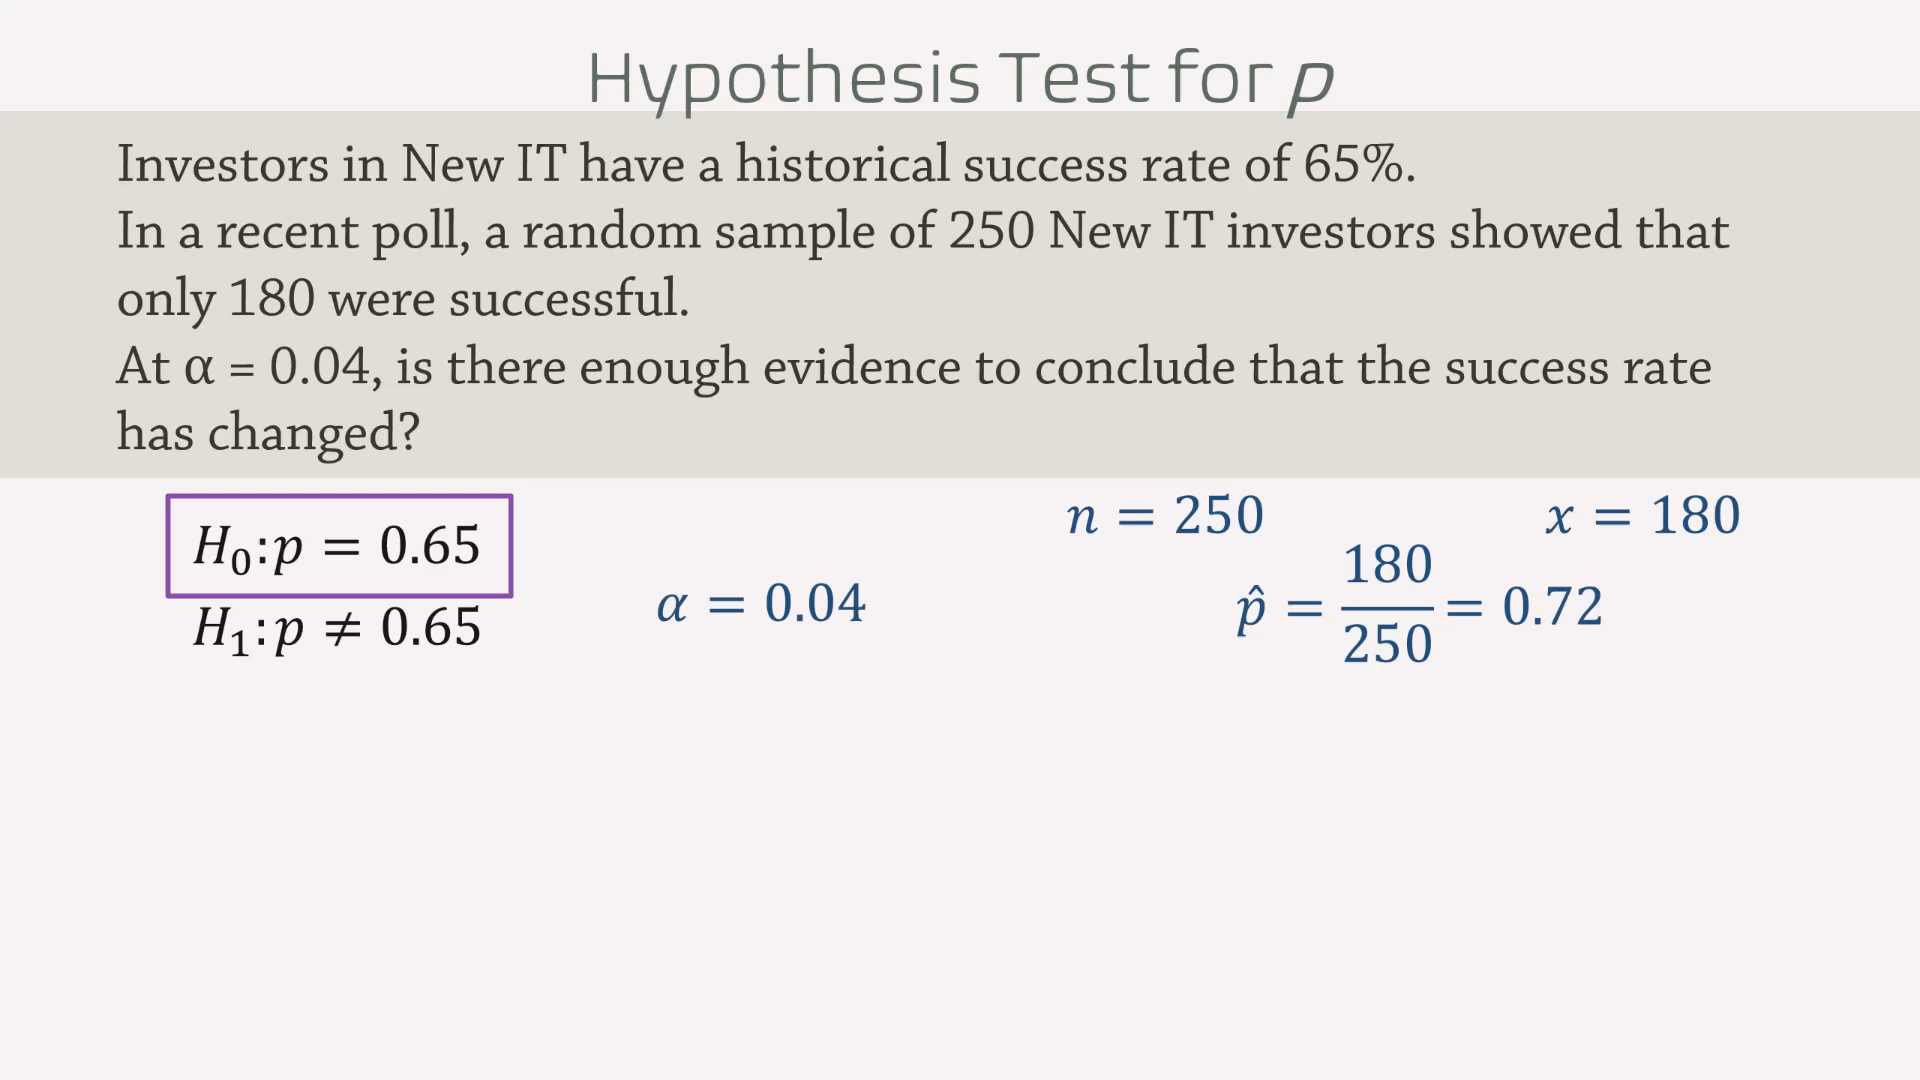 Hypothesis Test for p
Investors in New IT have a historical success rate of 65%.
In a recent poll, a random sample of 250 New IT investors showed that
only 180 were successful.
At α = 0.04, is there enough evidence to conclude that the success rate
has changed?
H₀: p = 0.65
H₁: p ≠ 0.65
α = 0.04
n = 250
x = 180
p̂ = 180/250 = 0.72